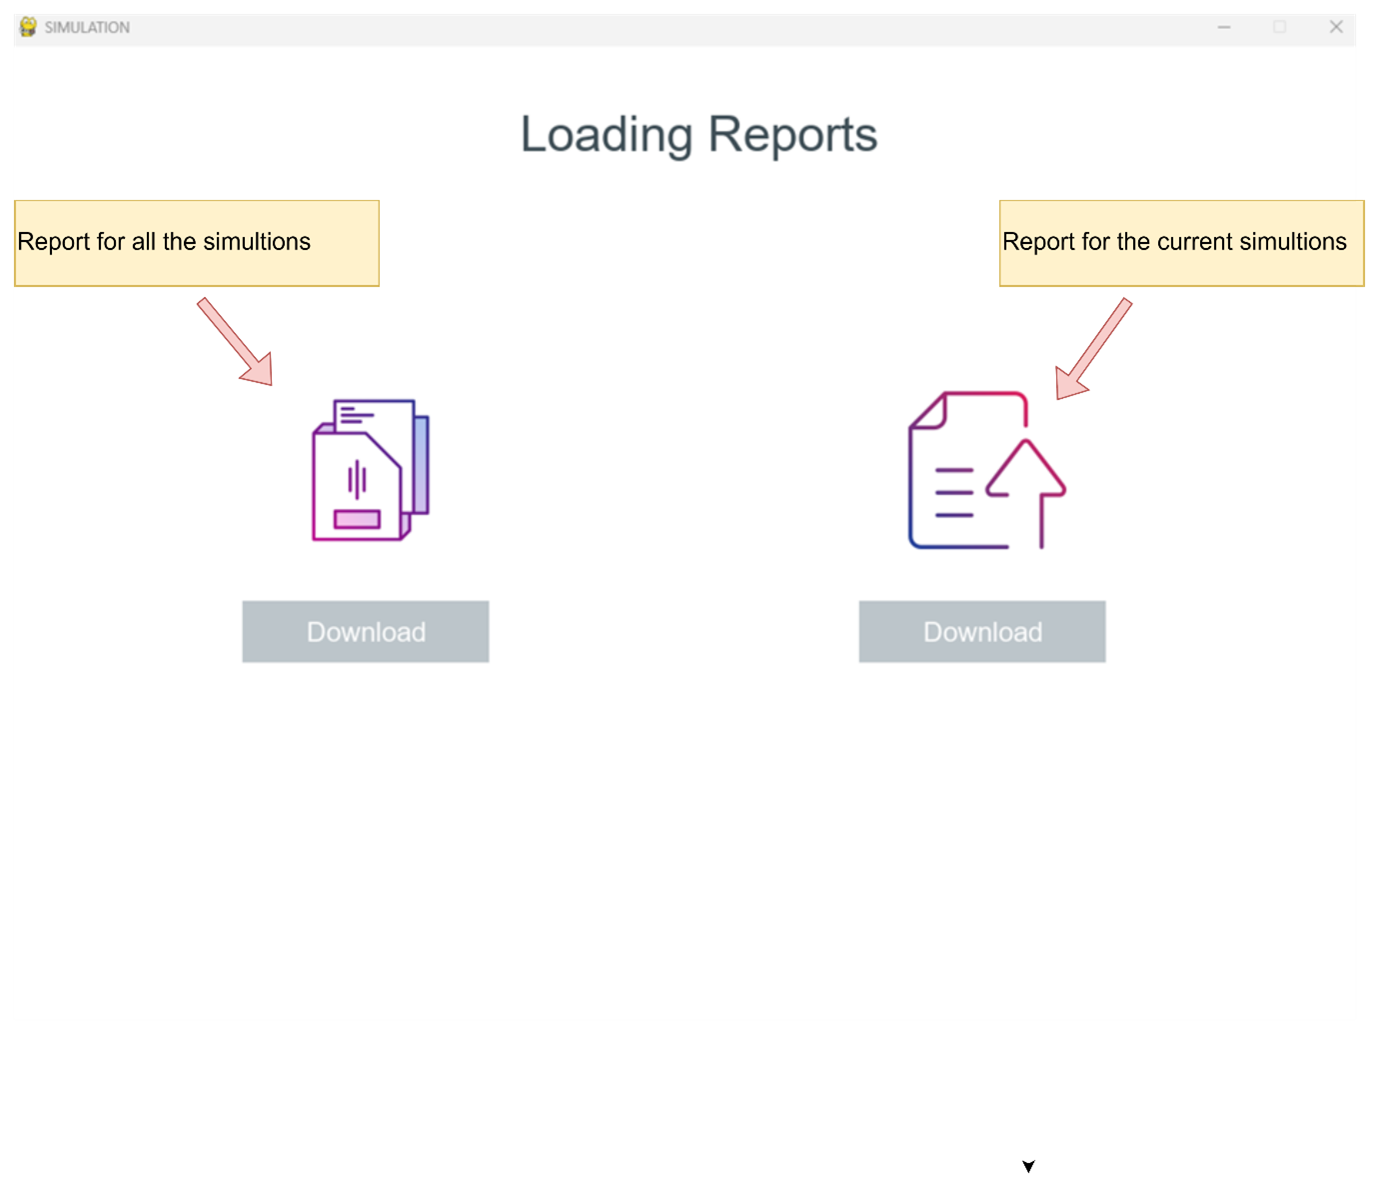 SIMULATION
Loading Reports
Report for all the simultions
Report for the current simultions
Download
Download